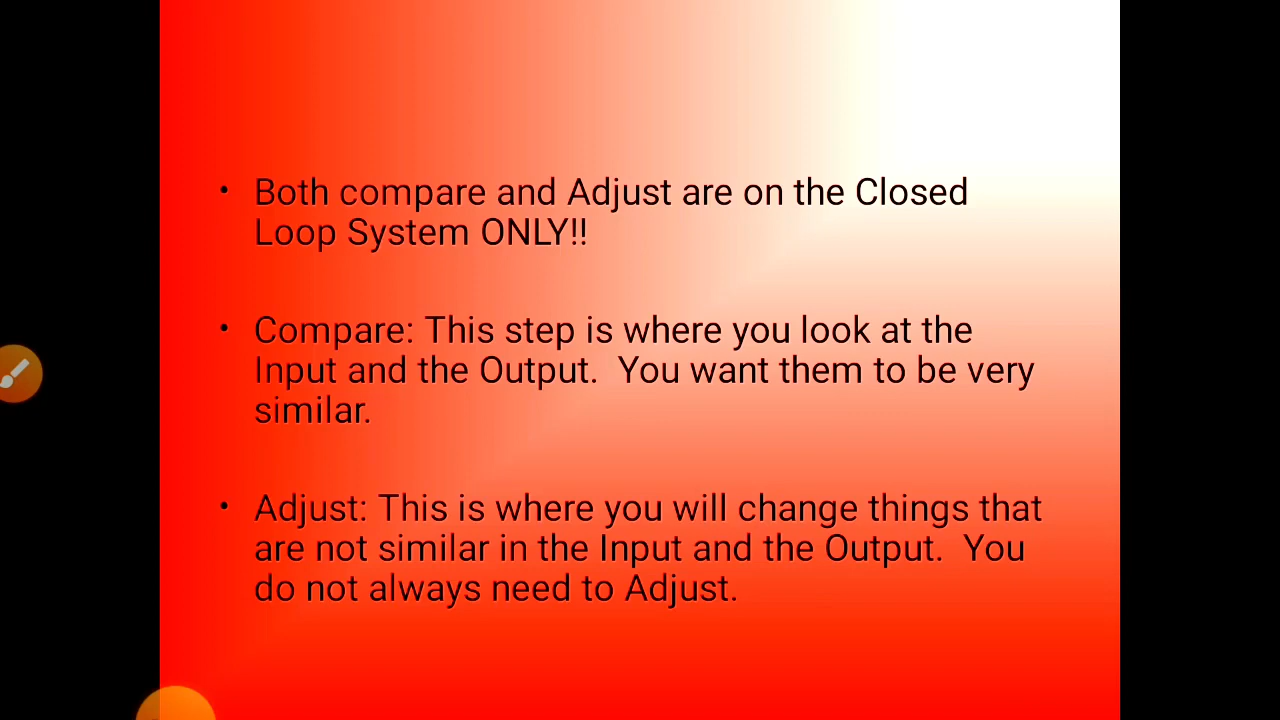 • Both compare and Adjust are on the Closed
Loop System ONLY!!
• Compare: This step is where you look at the
Input and the Output.  You want them to be very
similar.
• Adjust: This is where you will change things that
are not similar in the Input and the Output.  You
do not always need to Adjust.